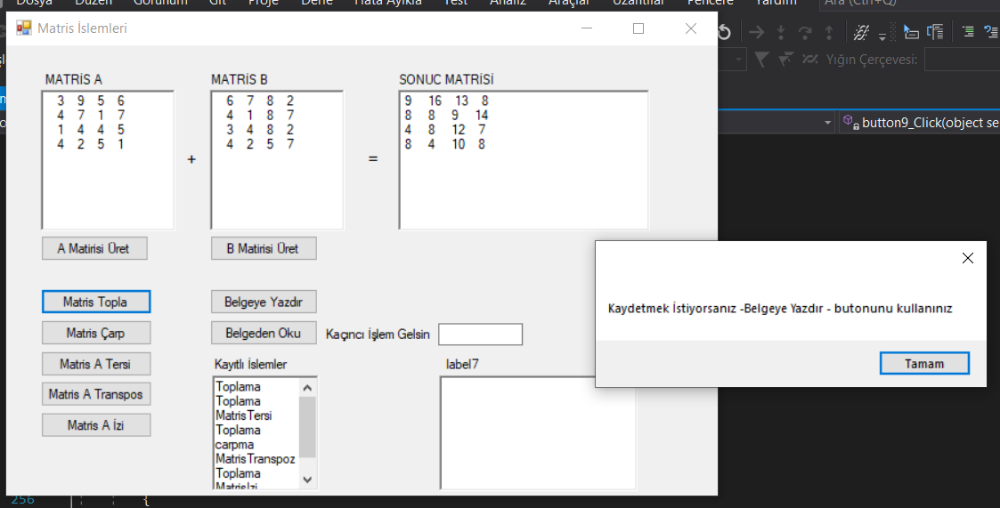 Dosya Düzen Görünüm Git Proje Derle Hata Ayıkla Test Analiz Araçlar Uzantılar Pencere Yardım Ara (Ctrl+Q)
Matris İslemleri
Yığın Çerçevesi:
button9_Click(object se
MATRİS A MATRİS B SONUC MATRİSİ
3 9 5 6 6 7 8 2 9 16 13 8
4 7 1 7 4 1 8 7 8 8 9 14
1 4 4 5 3 4 8 2 4 8 12 7
4 2 5 1 4 2 5 7 8 4 10 8
+ =
A Matirisi Üret B Matirisi Üret
Matris Topla Belgeye Yazdır
Matris Çarp Belgeden Oku Kaçıncı İşlem Gelsin
Matris A Tersi Kayıtlı İslemler label7
Matris A Transpos
Matris A İzi
Toplama
Toplama
MatrisTersi
Toplama
carpma
MatrisTranspoz
Toplama
MatrisIzi
Kaydetmek İstiyorsanız -Belgeye Yazdır - butonunu kullanınız
Tamam
256 {